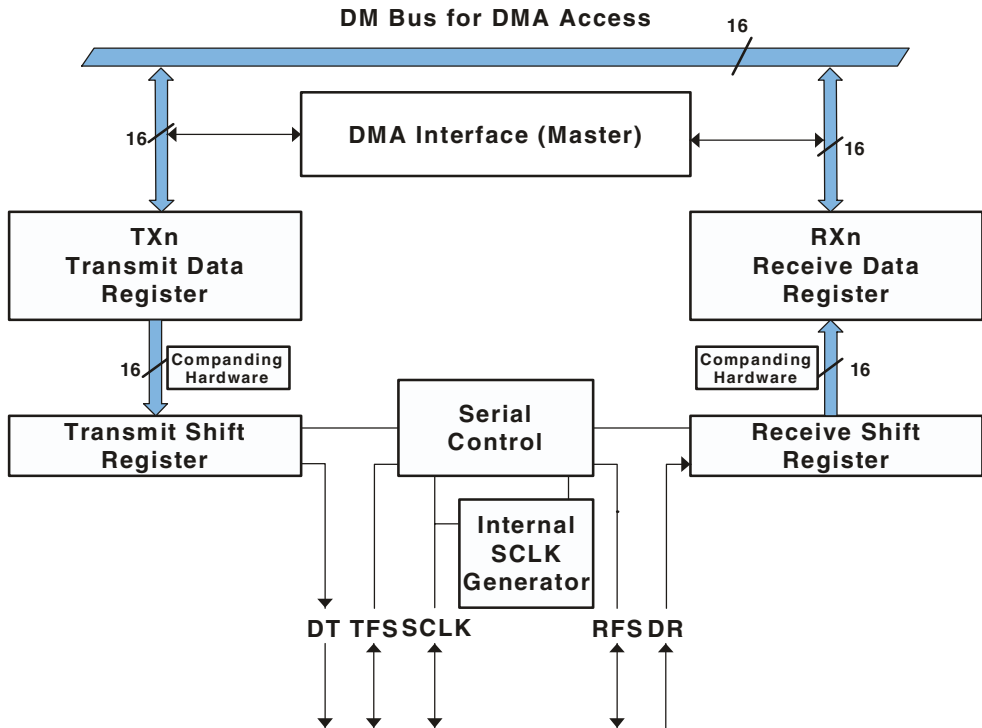 DM Bus for DMA Access
16
16
DMA Interface (Master)
16
TXn
Transmit Data
Register
RXn
Receive Data
Register
16
Companding
Hardware
Companding
Hardware
16
Transmit Shift
Register
Serial
Control
Receive Shift
Register
Internal
SCLK
Generator
DT TFS SCLK RFS DR